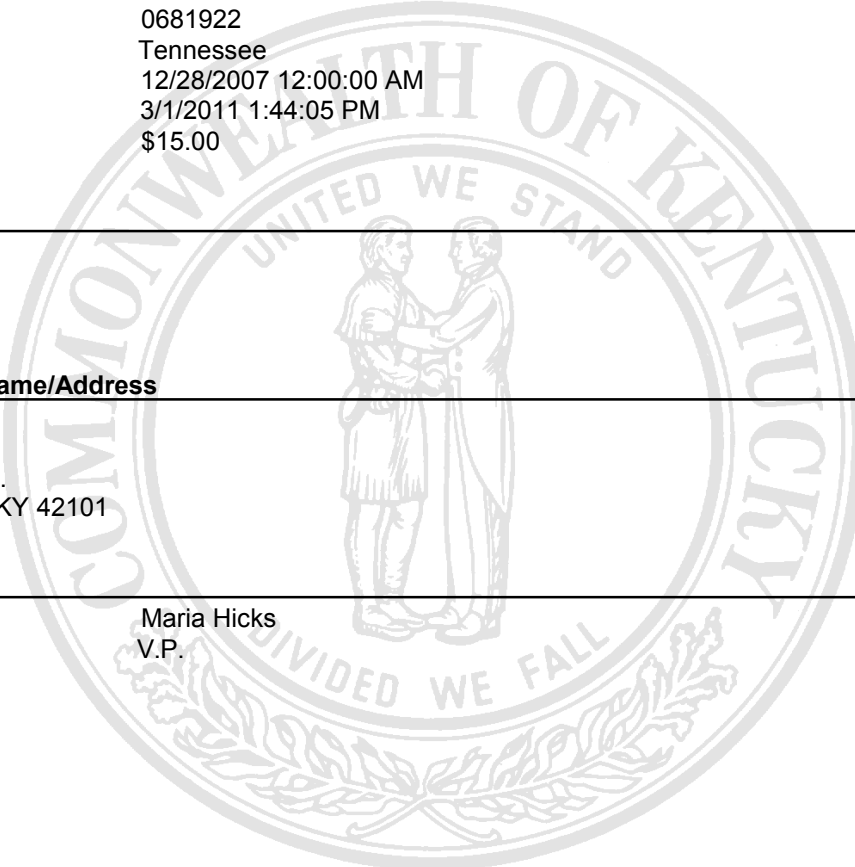 0681922
Tennessee
12/28/2007 12:00:00 AM
3/1/2011 1:44:05 PM
$15.00
COMMONWEALTH OF KENTUCKY
UNITED WE STAND
ame/Address
.
KY 42101
Maria Hicks
V.P.
DIVIDED WE FALL